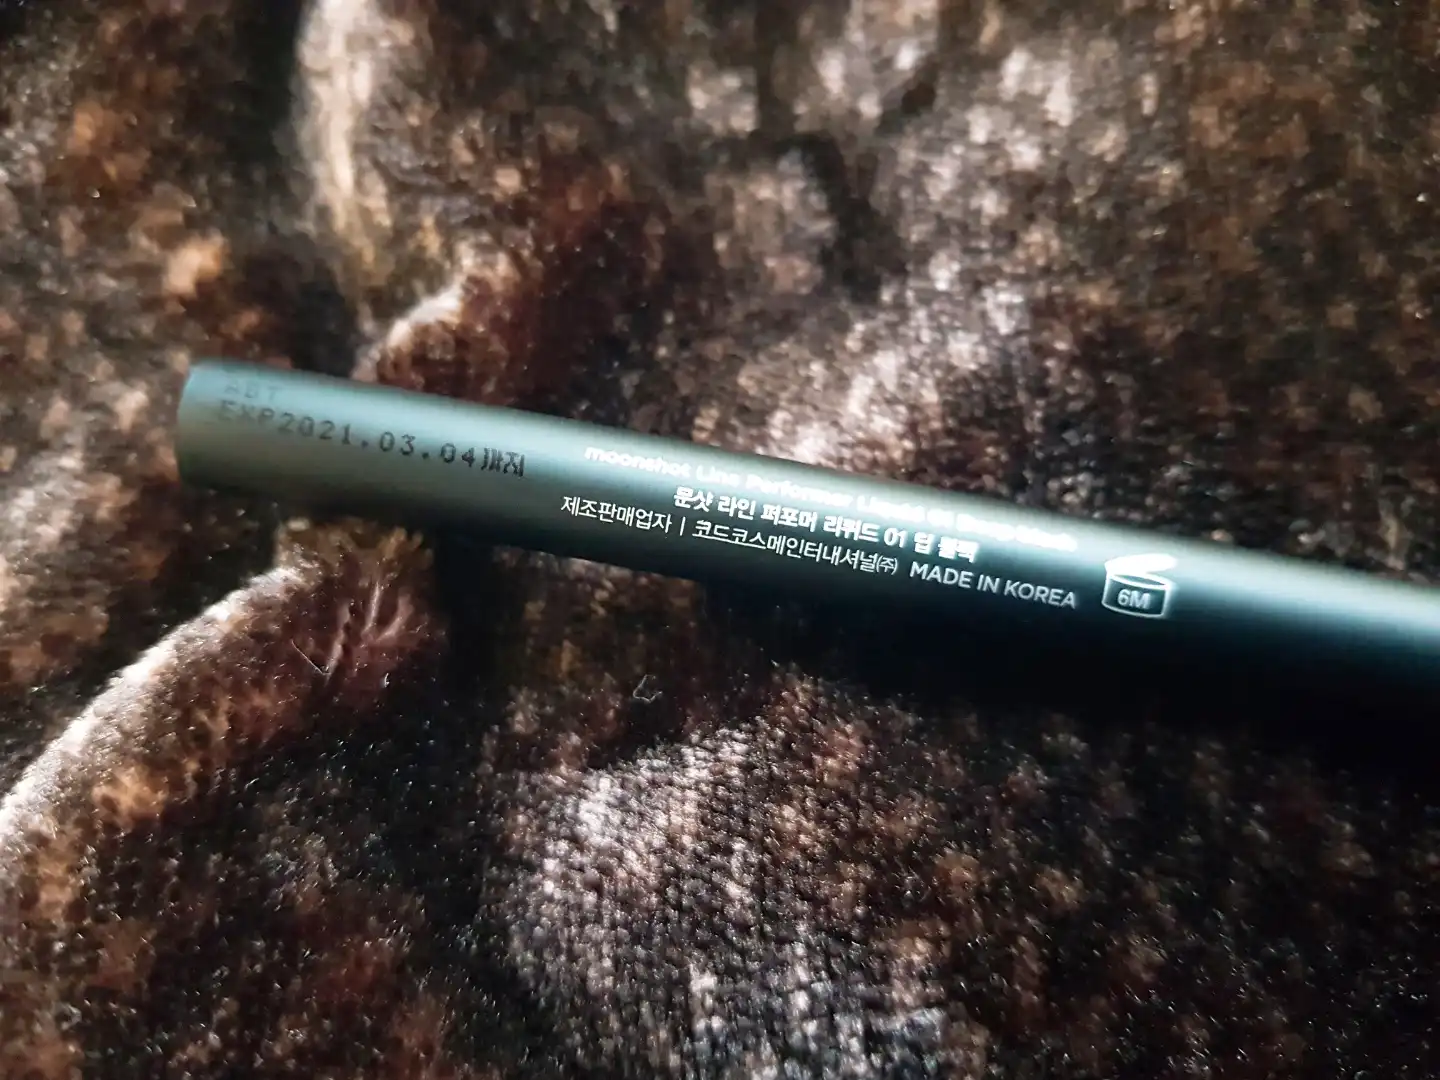 ABT
EXP2021.03.04까지
moonshot Line Performer Liquid 01 Deep Black
문샷 라인 퍼포머 리퀴드 01 딥 블랙
제조판매업자 | 코드코스메인터내셔널㈜ MADE IN KOREA
6M